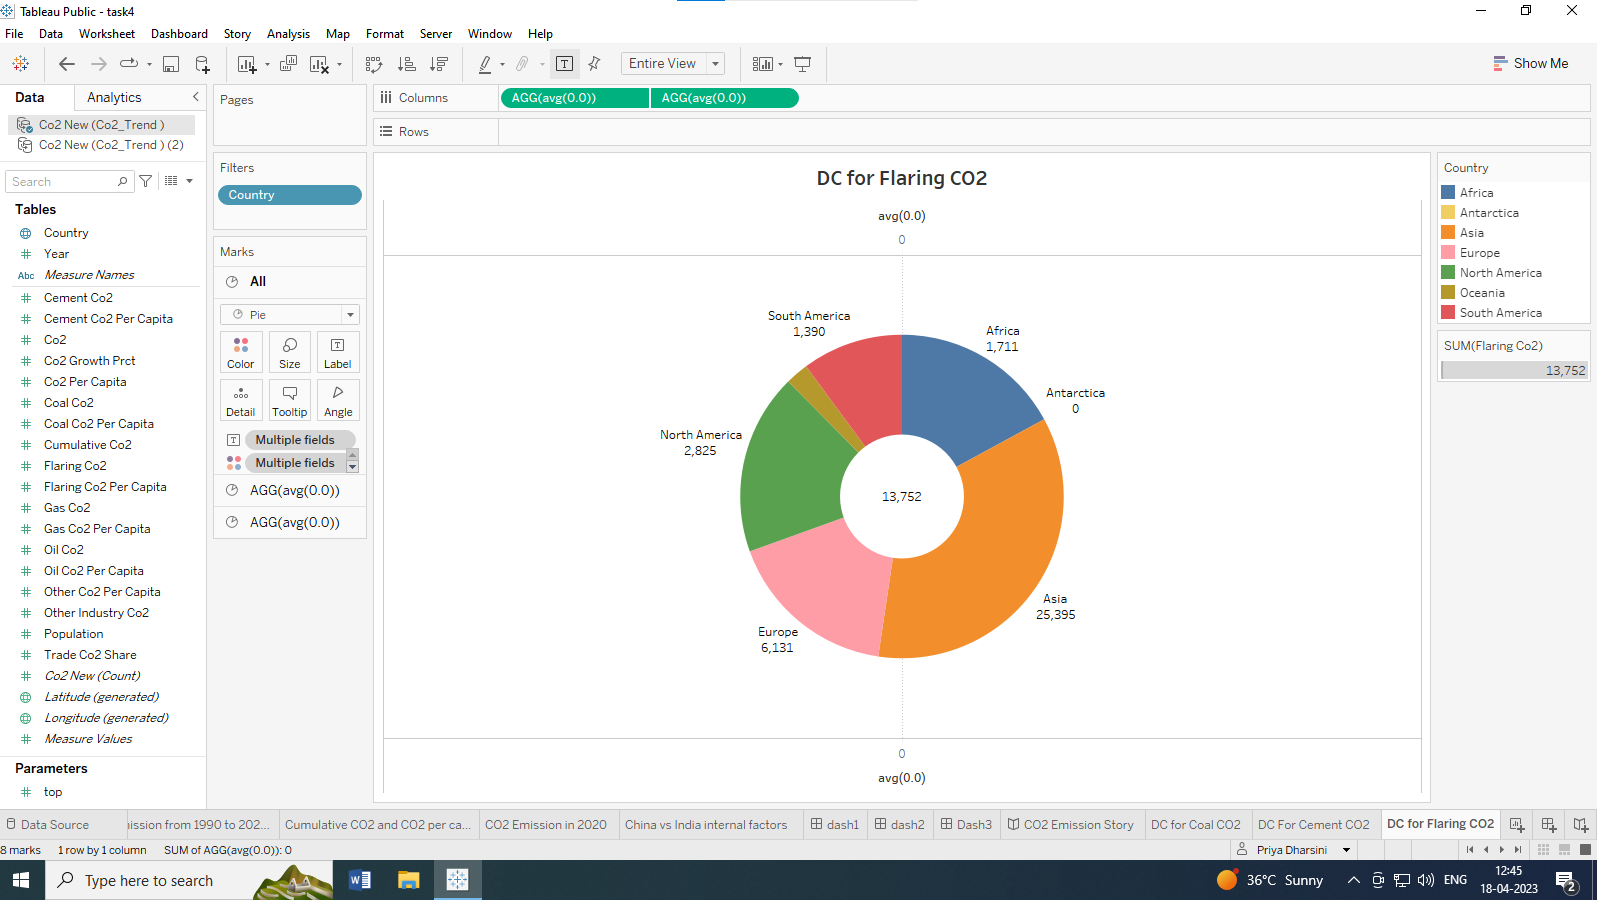 Tableau Public - task4
File Data Worksheet Dashboard Story Analysis Map Format Server Window Help
Entire View
Show Me
Data Analytics
Co2 New (Co2_Trend )
Co2 New (Co2_Trend ) (2)
Search
Tables
Country
Year
Abc Measure Names
Cement Co2
Cement Co2 Per Capita
Co2
Co2 Growth Prct
Co2 Per Capita
Coal Co2
Coal Co2 Per Capita
Cumulative Co2
Flaring Co2
Flaring Co2 Per Capita
Gas Co2
Gas Co2 Per Capita
Oil Co2
Oil Co2 Per Capita
Other Co2 Per Capita
Other Industry Co2
Population
Trade Co2 Share
Co2 New (Count)
Latitude (generated)
Longitude (generated)
Measure Values
Parameters
top
Pages
Filters
Country
Marks
All
Pie
Color Size Label
Detail Tooltip Angle
Multiple fields
Multiple fields
AGG(avg(0.0))
AGG(avg(0.0))
Columns AGG(avg(0.0)) AGG(avg(0.0))
Rows
DC for Flaring CO2
avg(0.0)
0
South America
1,390
Africa
1,711
Antarctica
0
North America
2,825
13,752
Asia
25,395
Europe
6,131
0
avg(0.0)
Country
Africa
Antarctica
Asia
Europe
North America
Oceania
South America
SUM(Flaring Co2)
13,752
Data Source iission from 1990 to 202... Cumulative CO2 and CO2 per ca... CO2 Emission in 2020 China vs India internal factors dash1 dash2 Dash3 CO2 Emission Story DC for Coal CO2 DC For Cement CO2 DC for Flaring CO2
8 marks 1 row by 1 column SUM of AGG(avg(0.0)): 0 Priya Dharsini
Type here to search
36°C Sunny
ENG
12:45
18-04-2023
2